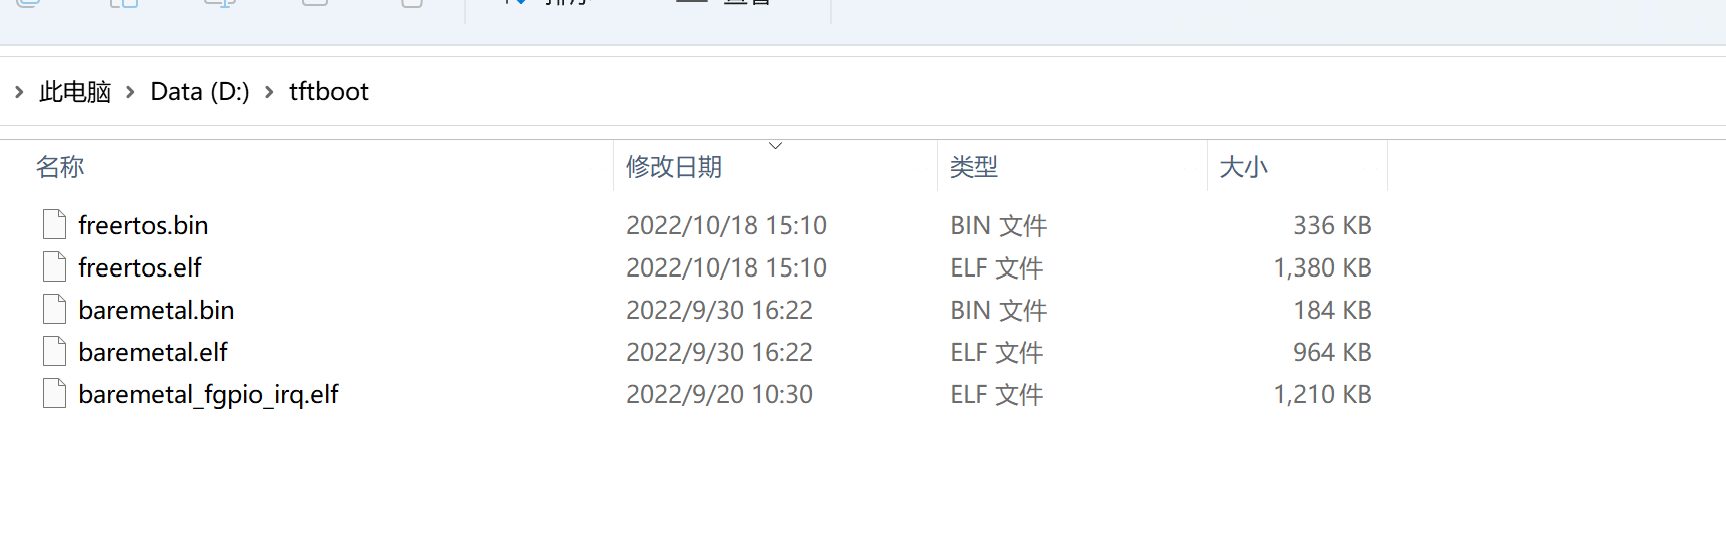 排序 查看
此电脑 > Data (D:) > tftboot
名称 修改日期 类型 大小
freertos.bin 2022/10/18 15:10 BIN 文件 336 KB
freertos.elf 2022/10/18 15:10 ELF 文件 1,380 KB
baremetal.bin 2022/9/30 16:22 BIN 文件 184 KB
baremetal.elf 2022/9/30 16:22 ELF 文件 964 KB
baremetal_fgpio_irq.elf 2022/9/20 10:30 ELF 文件 1,210 KB